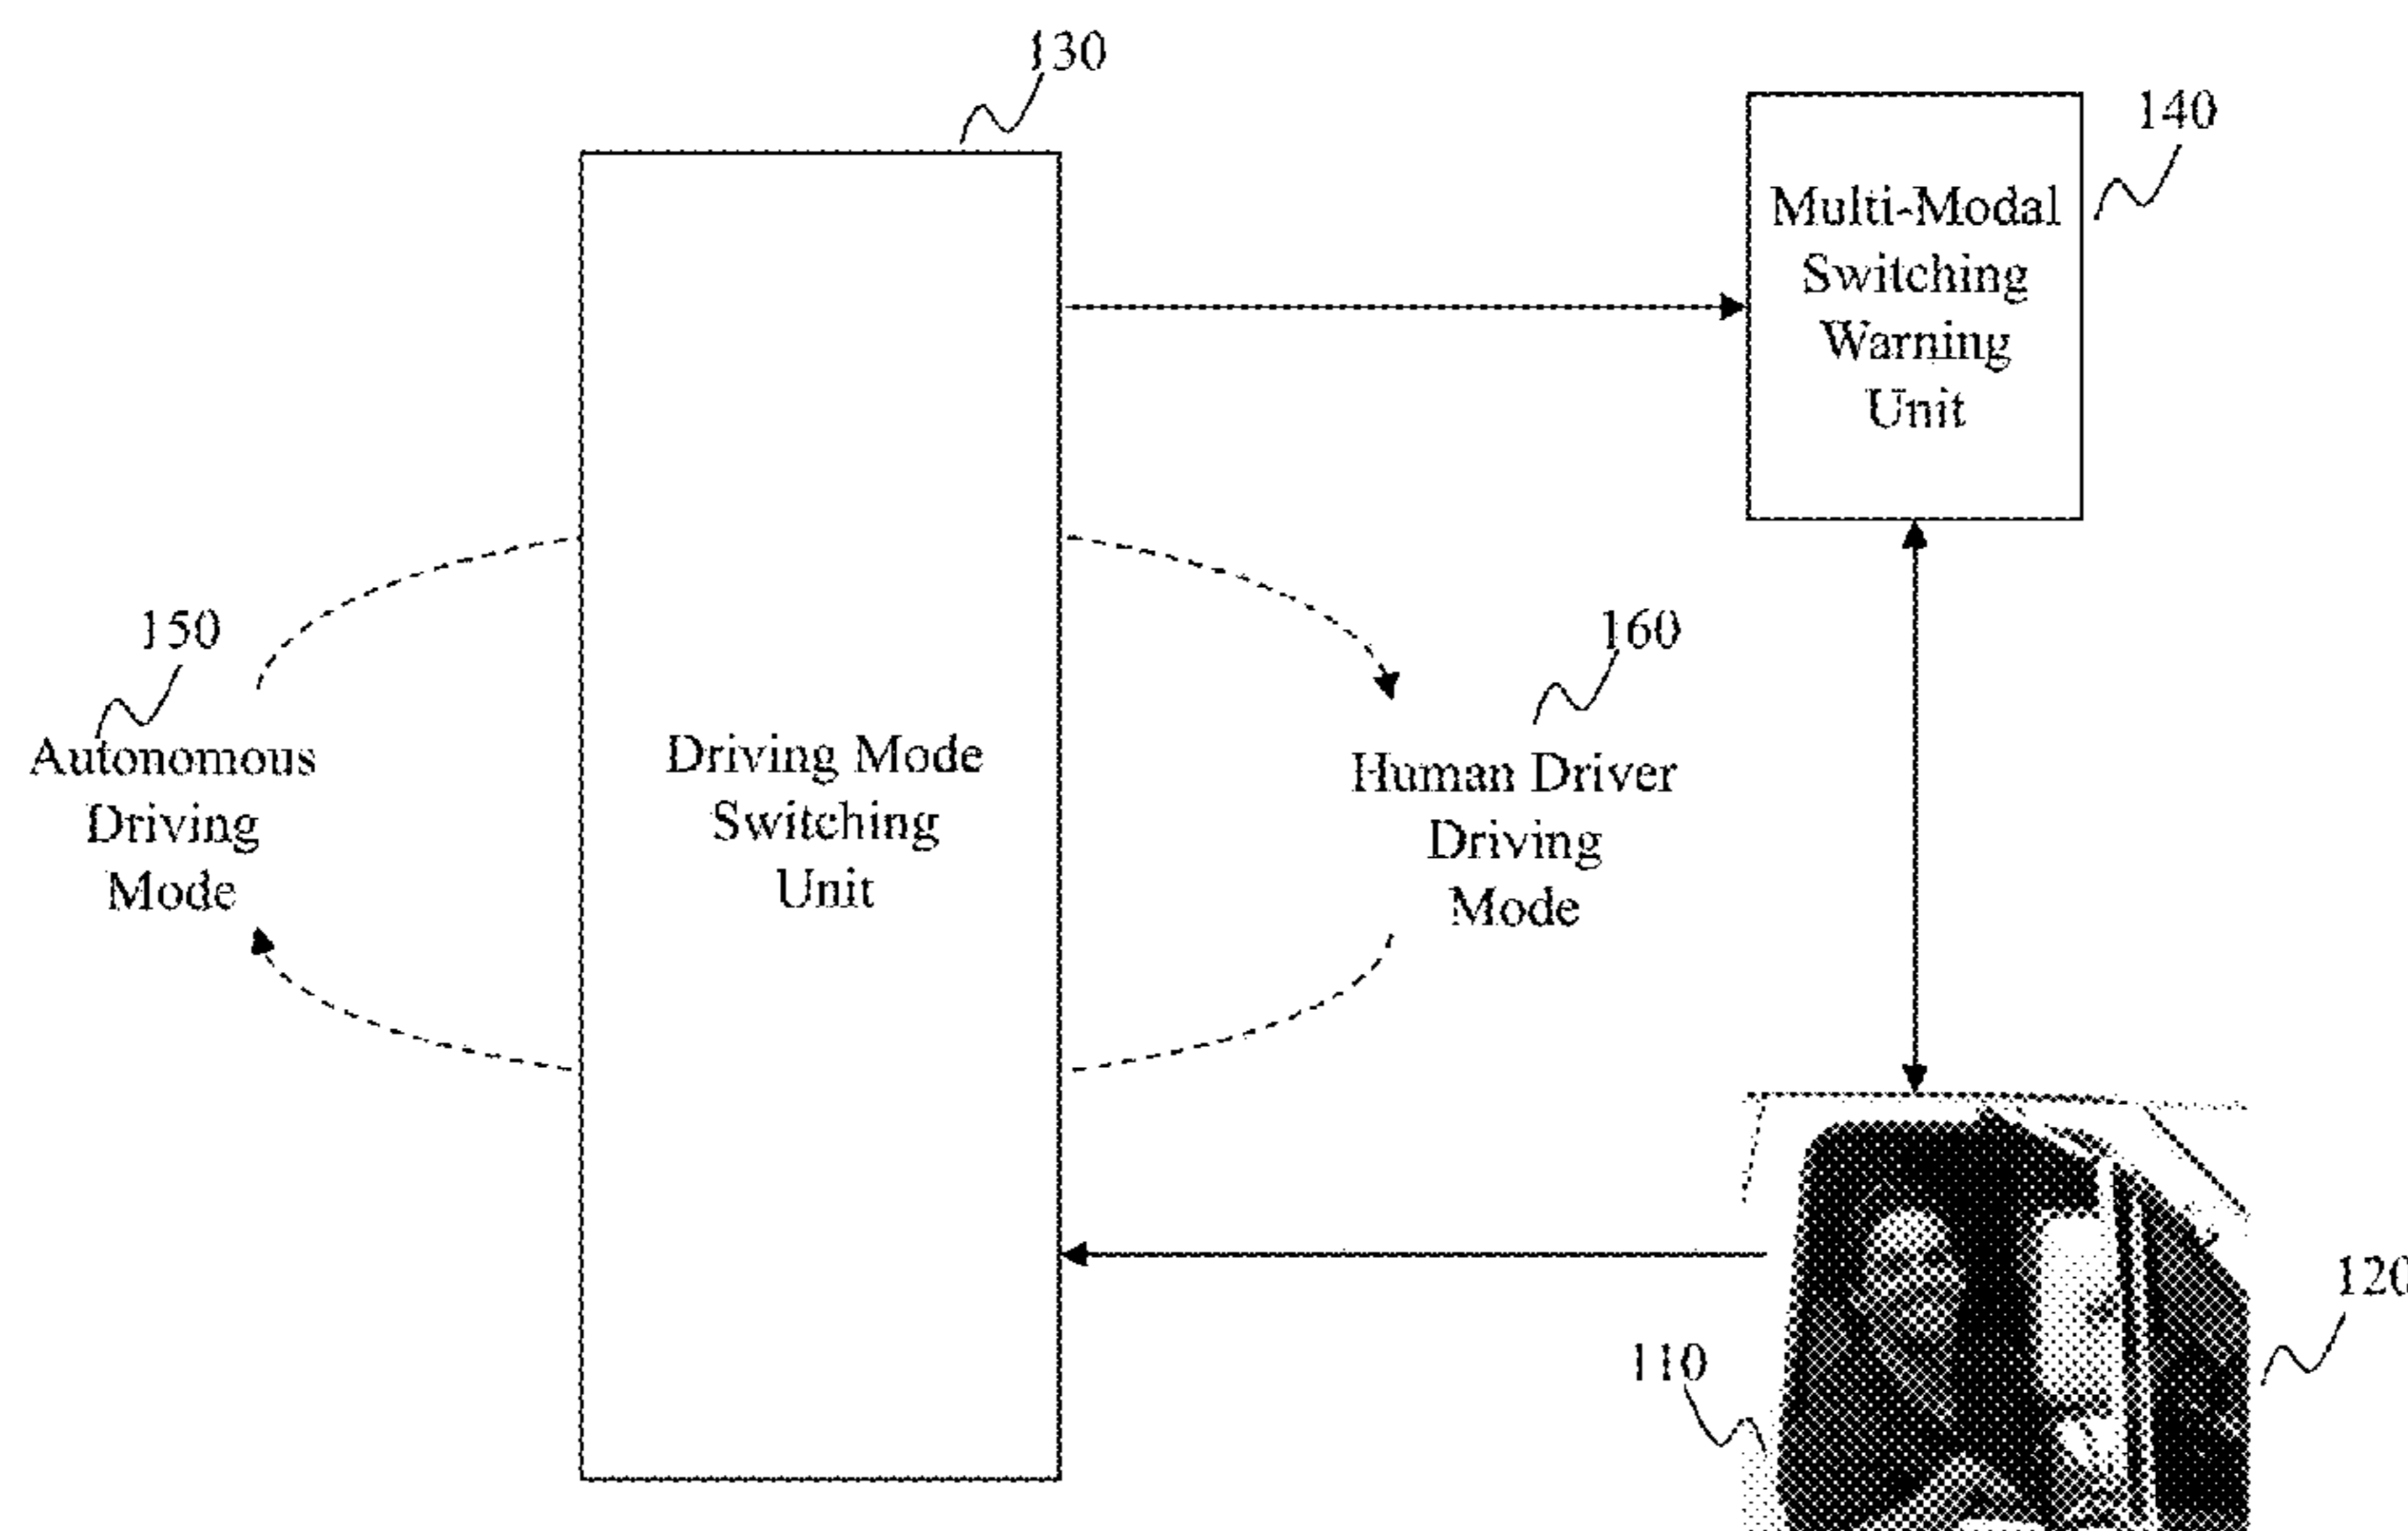 130
140
Multi-Modal
Switching
Warning
Unit
150
160
Autonomous
Driving
Mode
Driving Mode
Switching
Unit
Human Driver
Driving
Mode
120
110